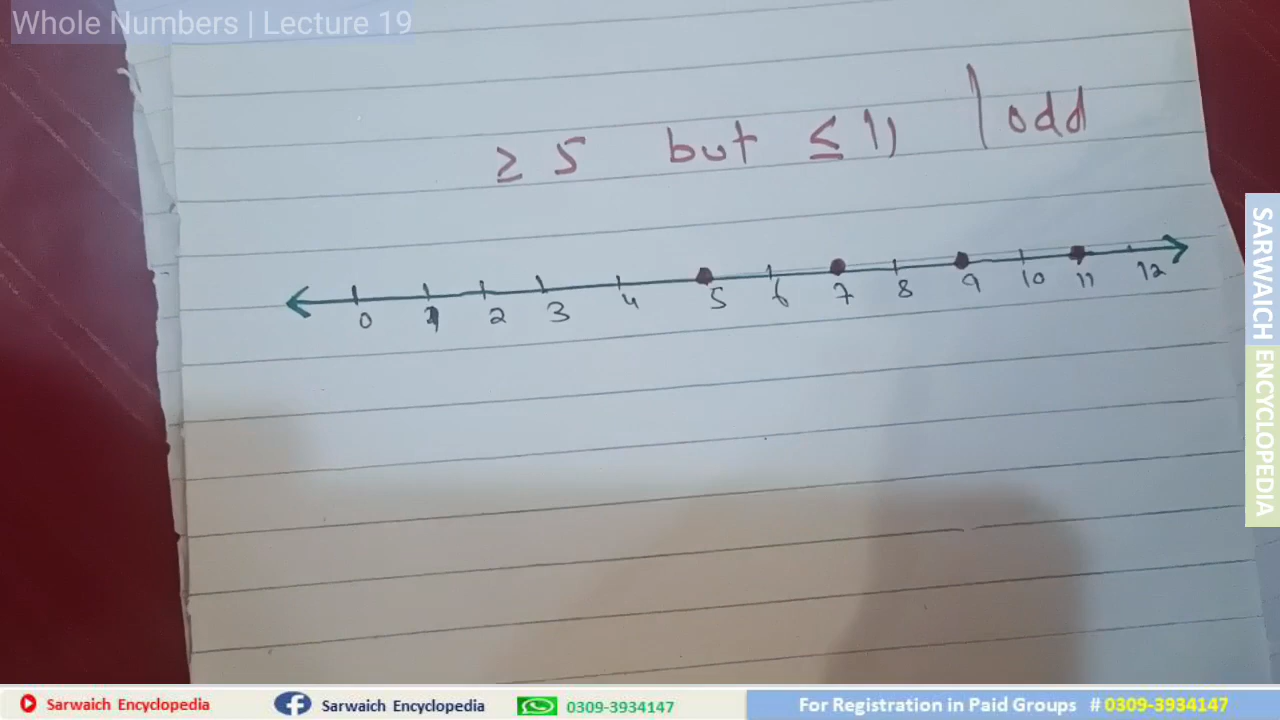 Whole Numbers | Lecture 19
≥ 5 but ≤ 11 | odd
0 1 2 3 4 5 6 7 8 9 10 11 12
SARWAICH ENCYCLOPEDIA
Sarwaich Encyclopedia Sarwaich Encyclopedia 0309-3934147 For Registration in Paid Groups # 0309-3934147